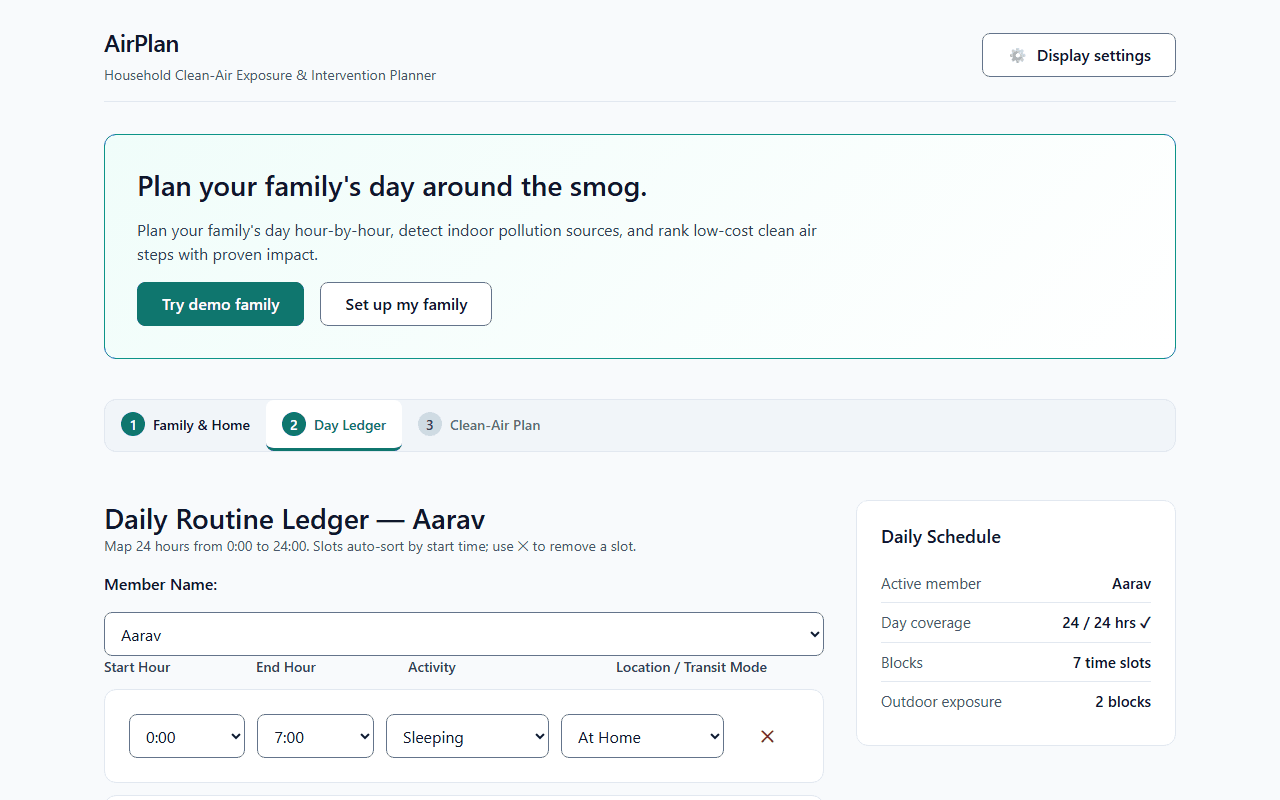 AirPlan
Household Clean-Air Exposure & Intervention Planner
Display settings
Plan your family's day around the smog.
Plan your family's day hour-by-hour, detect indoor pollution sources, and rank low-cost clean air
steps with proven impact.
Try demo family
Set up my family
1 Family & Home
2 Day Ledger
3 Clean-Air Plan
Daily Routine Ledger — Aarav
Map 24 hours from 0:00 to 24:00. Slots auto-sort by start time; use ✕ to remove a slot.
Member Name:
Aarav
Start Hour End Hour Activity Location / Transit Mode
0:00 7:00 Sleeping At Home ✕
Daily Schedule
Active member Aarav
Day coverage 24 / 24 hrs ✓
Blocks 7 time slots
Outdoor exposure 2 blocks